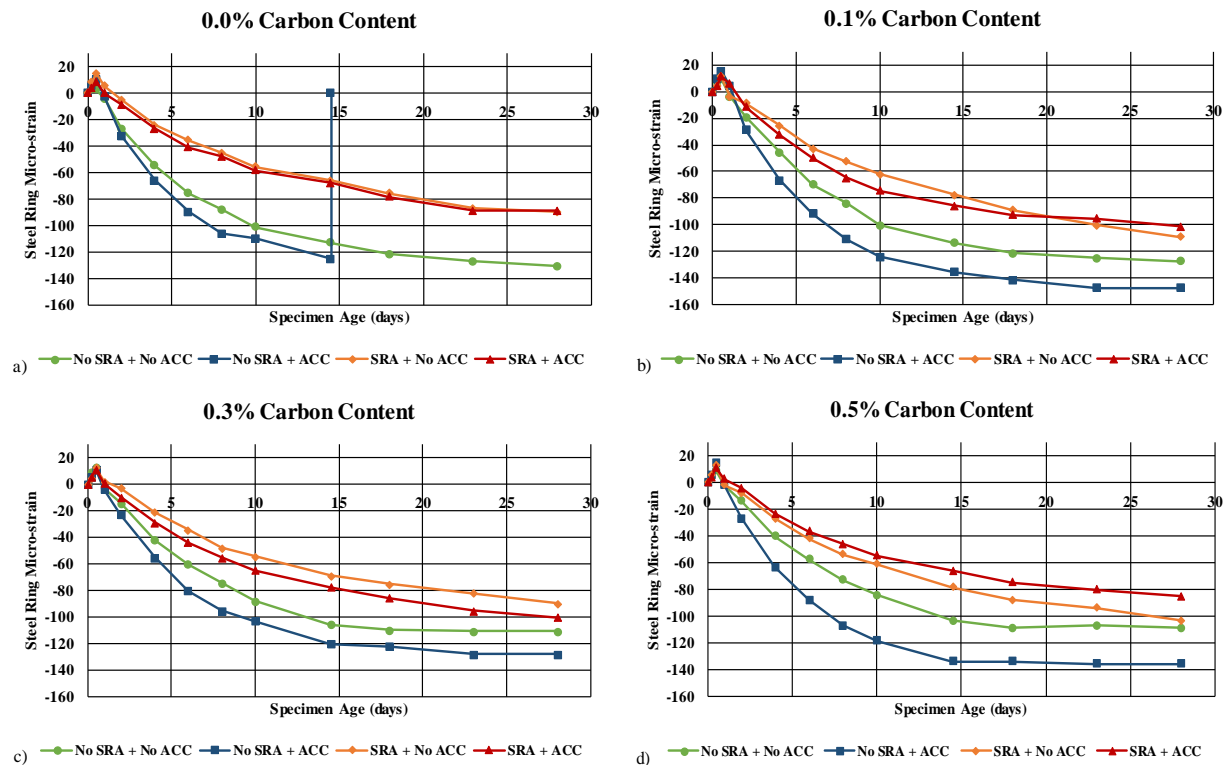 0.0% Carbon Content
Steel Ring Micro-strain
20
0
-20
-40
-60
-80
-100
-120
-140
-160
0 5 10 15 20 25 30
Specimen Age (days)
No SRA + No ACC No SRA + ACC SRA + No ACC SRA + ACC
a)
0.1% Carbon Content
Steel Ring Micro-strain
20
0
-20
-40
-60
-80
-100
-120
-140
-160
0 5 10 15 20 25 30
Specimen Age (days)
No SRA + No ACC No SRA + ACC SRA + No ACC SRA + ACC
b)
0.3% Carbon Content
Steel Ring Micro-strain
20
0
-20
-40
-60
-80
-100
-120
-140
-160
0 5 10 15 20 25 30
Specimen Age (days)
No SRA + No ACC No SRA + ACC SRA + No ACC SRA + ACC
c)
0.5% Carbon Content
Steel Ring Micro-strain
20
0
-20
-40
-60
-80
-100
-120
-140
-160
0 5 10 15 20 25 30
Specimen Age (days)
No SRA + No ACC No SRA + ACC SRA + No ACC SRA + ACC
d)